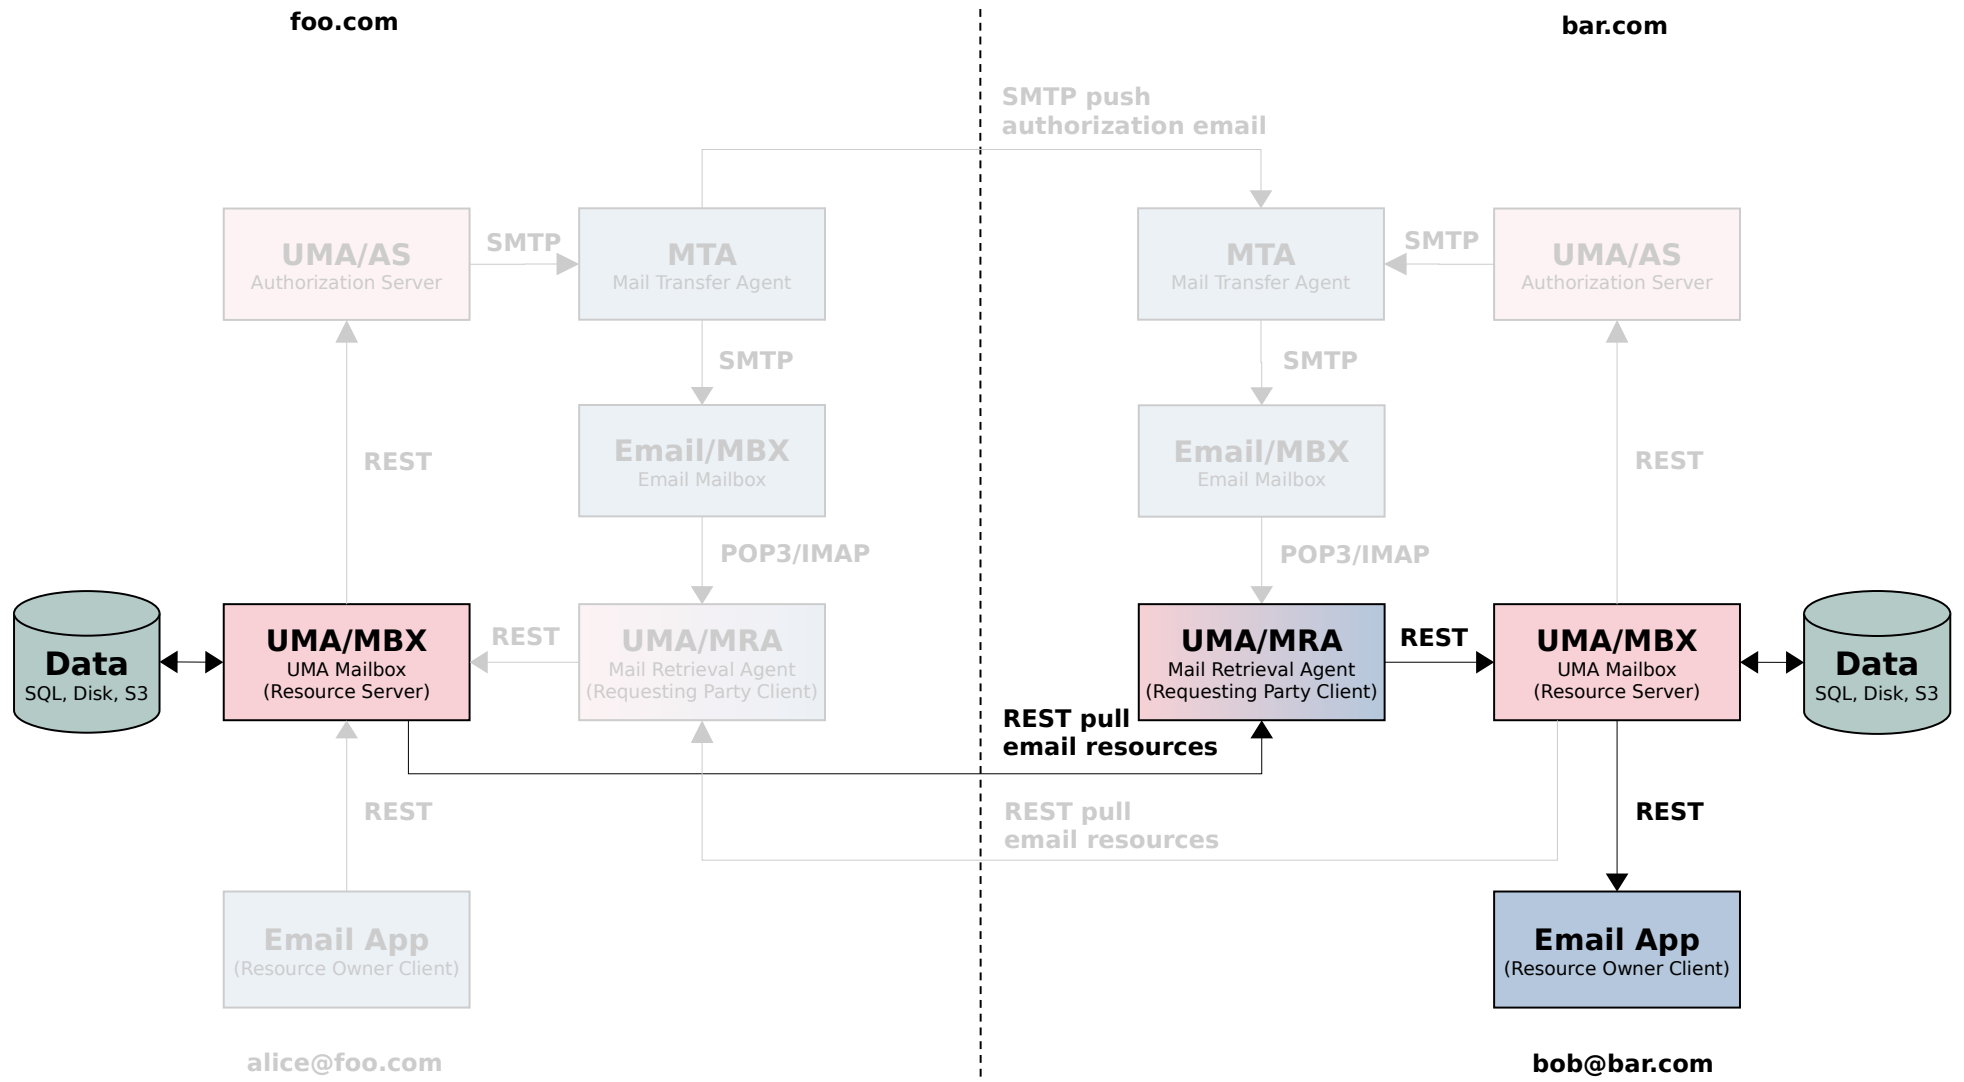 foo.com
bar.com
SMTP push
authorization email
UMA/AS
Authorization Server
SMTP
MTA
Mail Transfer Agent
MTA
Mail Transfer Agent
SMTP
UMA/AS
Authorization Server
SMTP
SMTP
REST
Email/MBX
Email Mailbox
Email/MBX
Email Mailbox
REST
POP3/IMAP
POP3/IMAP
Data
SQL, Disk, S3
UMA/MBX
UMA Mailbox
(Resource Server)
REST
UMA/MRA
Mail Retrieval Agent
(Requesting Party Client)
UMA/MRA
Mail Retrieval Agent
(Requesting Party Client)
REST
UMA/MBX
UMA Mailbox
(Resource Server)
Data
SQL, Disk, S3
REST pull
email resources
REST
REST pull
email resources
REST
Email App
(Resource Owner Client)
Email App
(Resource Owner Client)
alice@foo.com
bob@bar.com